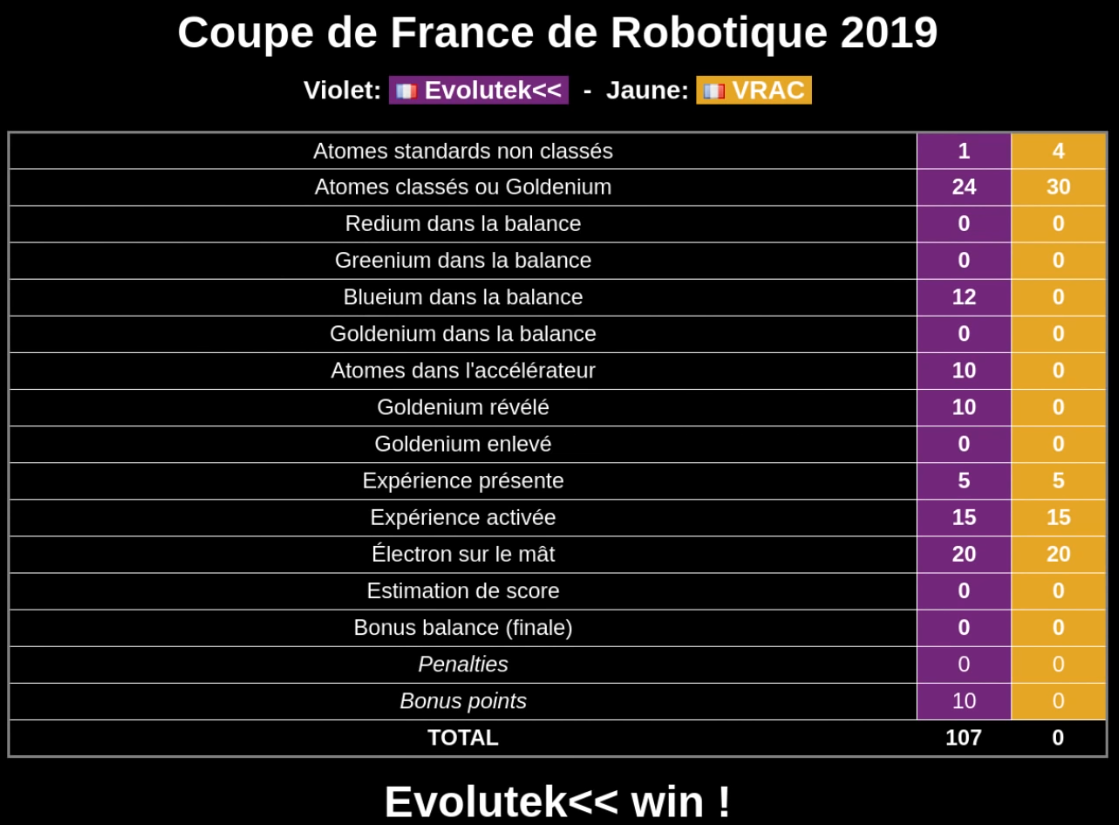 Coupe de France de Robotique 2019
Violet: Evolutek<< - Jaune: VRAC
Atomes standards non classés 1 4
Atomes classés ou Goldenium 24 30
Redium dans la balance 0 0
Greenium dans la balance 0 0
Blueium dans la balance 12 0
Goldenium dans la balance 0 0
Atomes dans l'accélérateur 10 0
Goldenium révélé 10 0
Goldenium enlevé 0 0
Expérience présente 5 5
Expérience activée 15 15
Électron sur le mât 20 20
Estimation de score 0 0
Bonus balance (finale) 0 0
Penalties 0 0
Bonus points 10 0
TOTAL 107 0
Evolutek<< win !